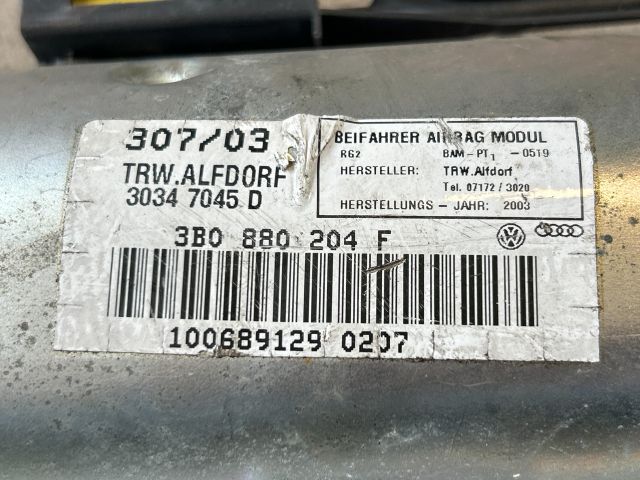 307/03
TRW.ALFDORF
3034 7045 D
BEIFAHRER AIRBAG MODUL
RG2 BAM-PT1 -0519
HERSTELLER: TRW.Alfdorf
Tel. 07172 / 3020
HERSTELLUNGS - JAHR: 2003
3B0 880 204 F
100689129 0207